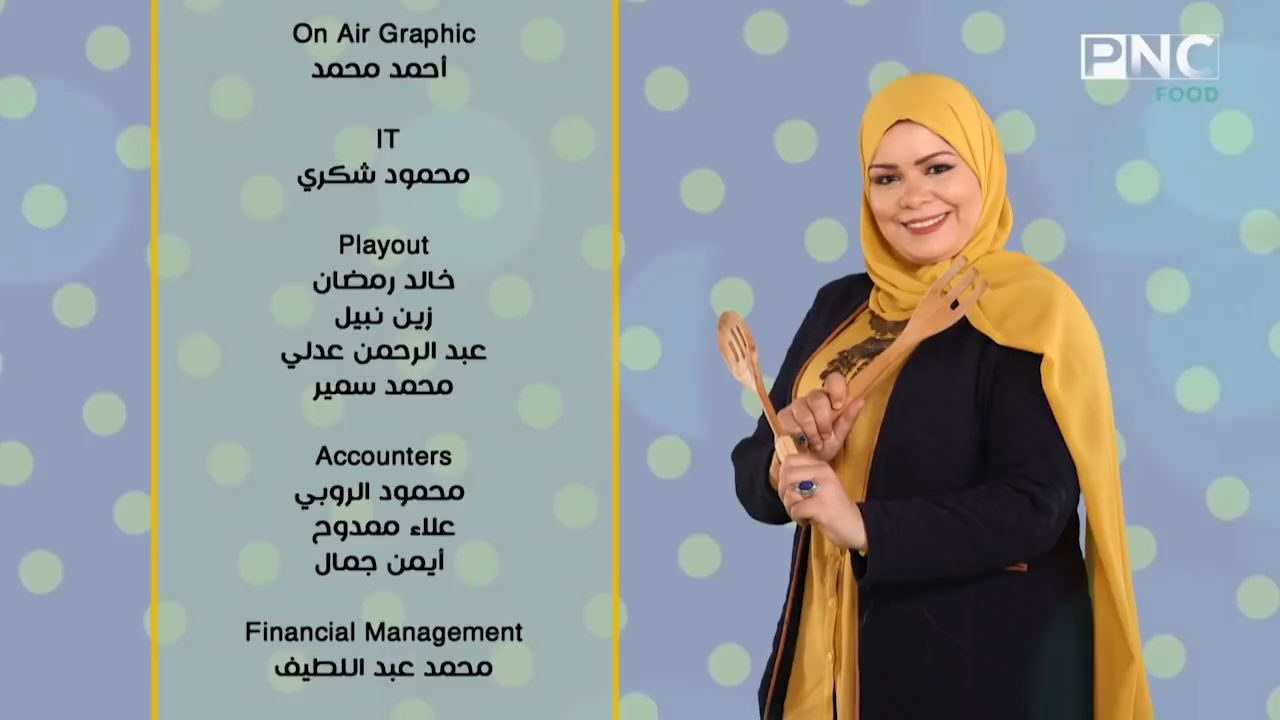 On Air Graphic
أحمد محمد
IT
محمود شكري
Playout
خالد رمضان
زين نبيل
عبد الرحمن عدلي
محمد سمير
Accounters
محمود الروبي
علاء ممدوح
أيمن جمال
Financial Management
محمد عبد اللطيف
PNC
FOOD